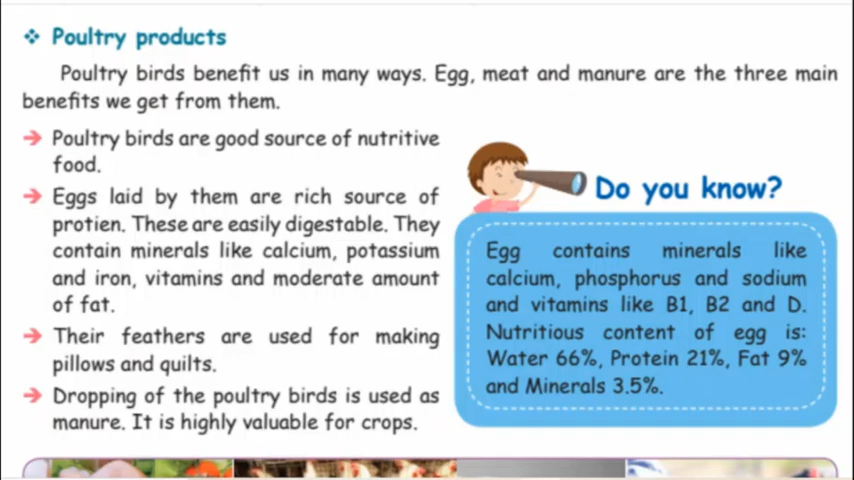 ❖ Poultry products
Poultry birds benefit us in many ways. Egg, meat and manure are the three main
benefits we get from them.
➔ Poultry birds are good source of nutritive
food.
➔ Eggs laid by them are rich source of
protien. These are easily digestable. They
contain minerals like calcium, potassium
and iron, vitamins and moderate amount
of fat.
➔ Their feathers are used for making
pillows and quilts.
➔ Dropping of the poultry birds is used as
manure. It is highly valuable for crops.
Do you know?
Egg contains minerals like
calcium, phosphorus and sodium
and vitamins like B1, B2 and D.
Nutritious content of egg is:
Water 66%, Protein 21%, Fat 9%
and Minerals 3.5%.